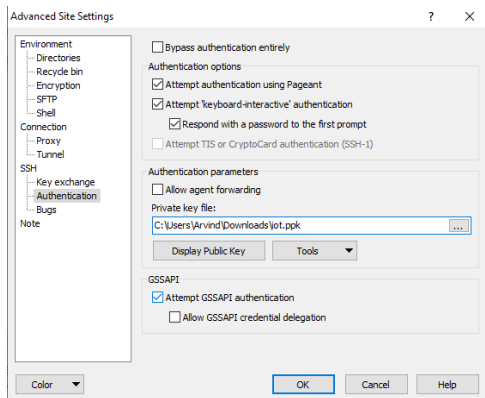 Advanced Site Settings
?
Environment
Directories
Recycle bin
Encryption
SFTP
Shell
Connection
Proxy
Tunnel
SSH
Key exchange
Authentication
Bugs
Note
Bypass authentication entirely
Authentication options
Attempt authentication using Pageant
Attempt 'keyboard-interactive' authentication
Respond with a password to the first prompt
Attempt TIS or CryptoCard authentication (SSH-1)
Authentication parameters
Allow agent forwarding
Private key file:
C:\Users\Arvind\Downloads\jot.ppk
...
Display Public Key
Tools
GSSAPI
Attempt GSSAPI authentication
Allow GSSAPI credential delegation
Color
OK
Cancel
Help